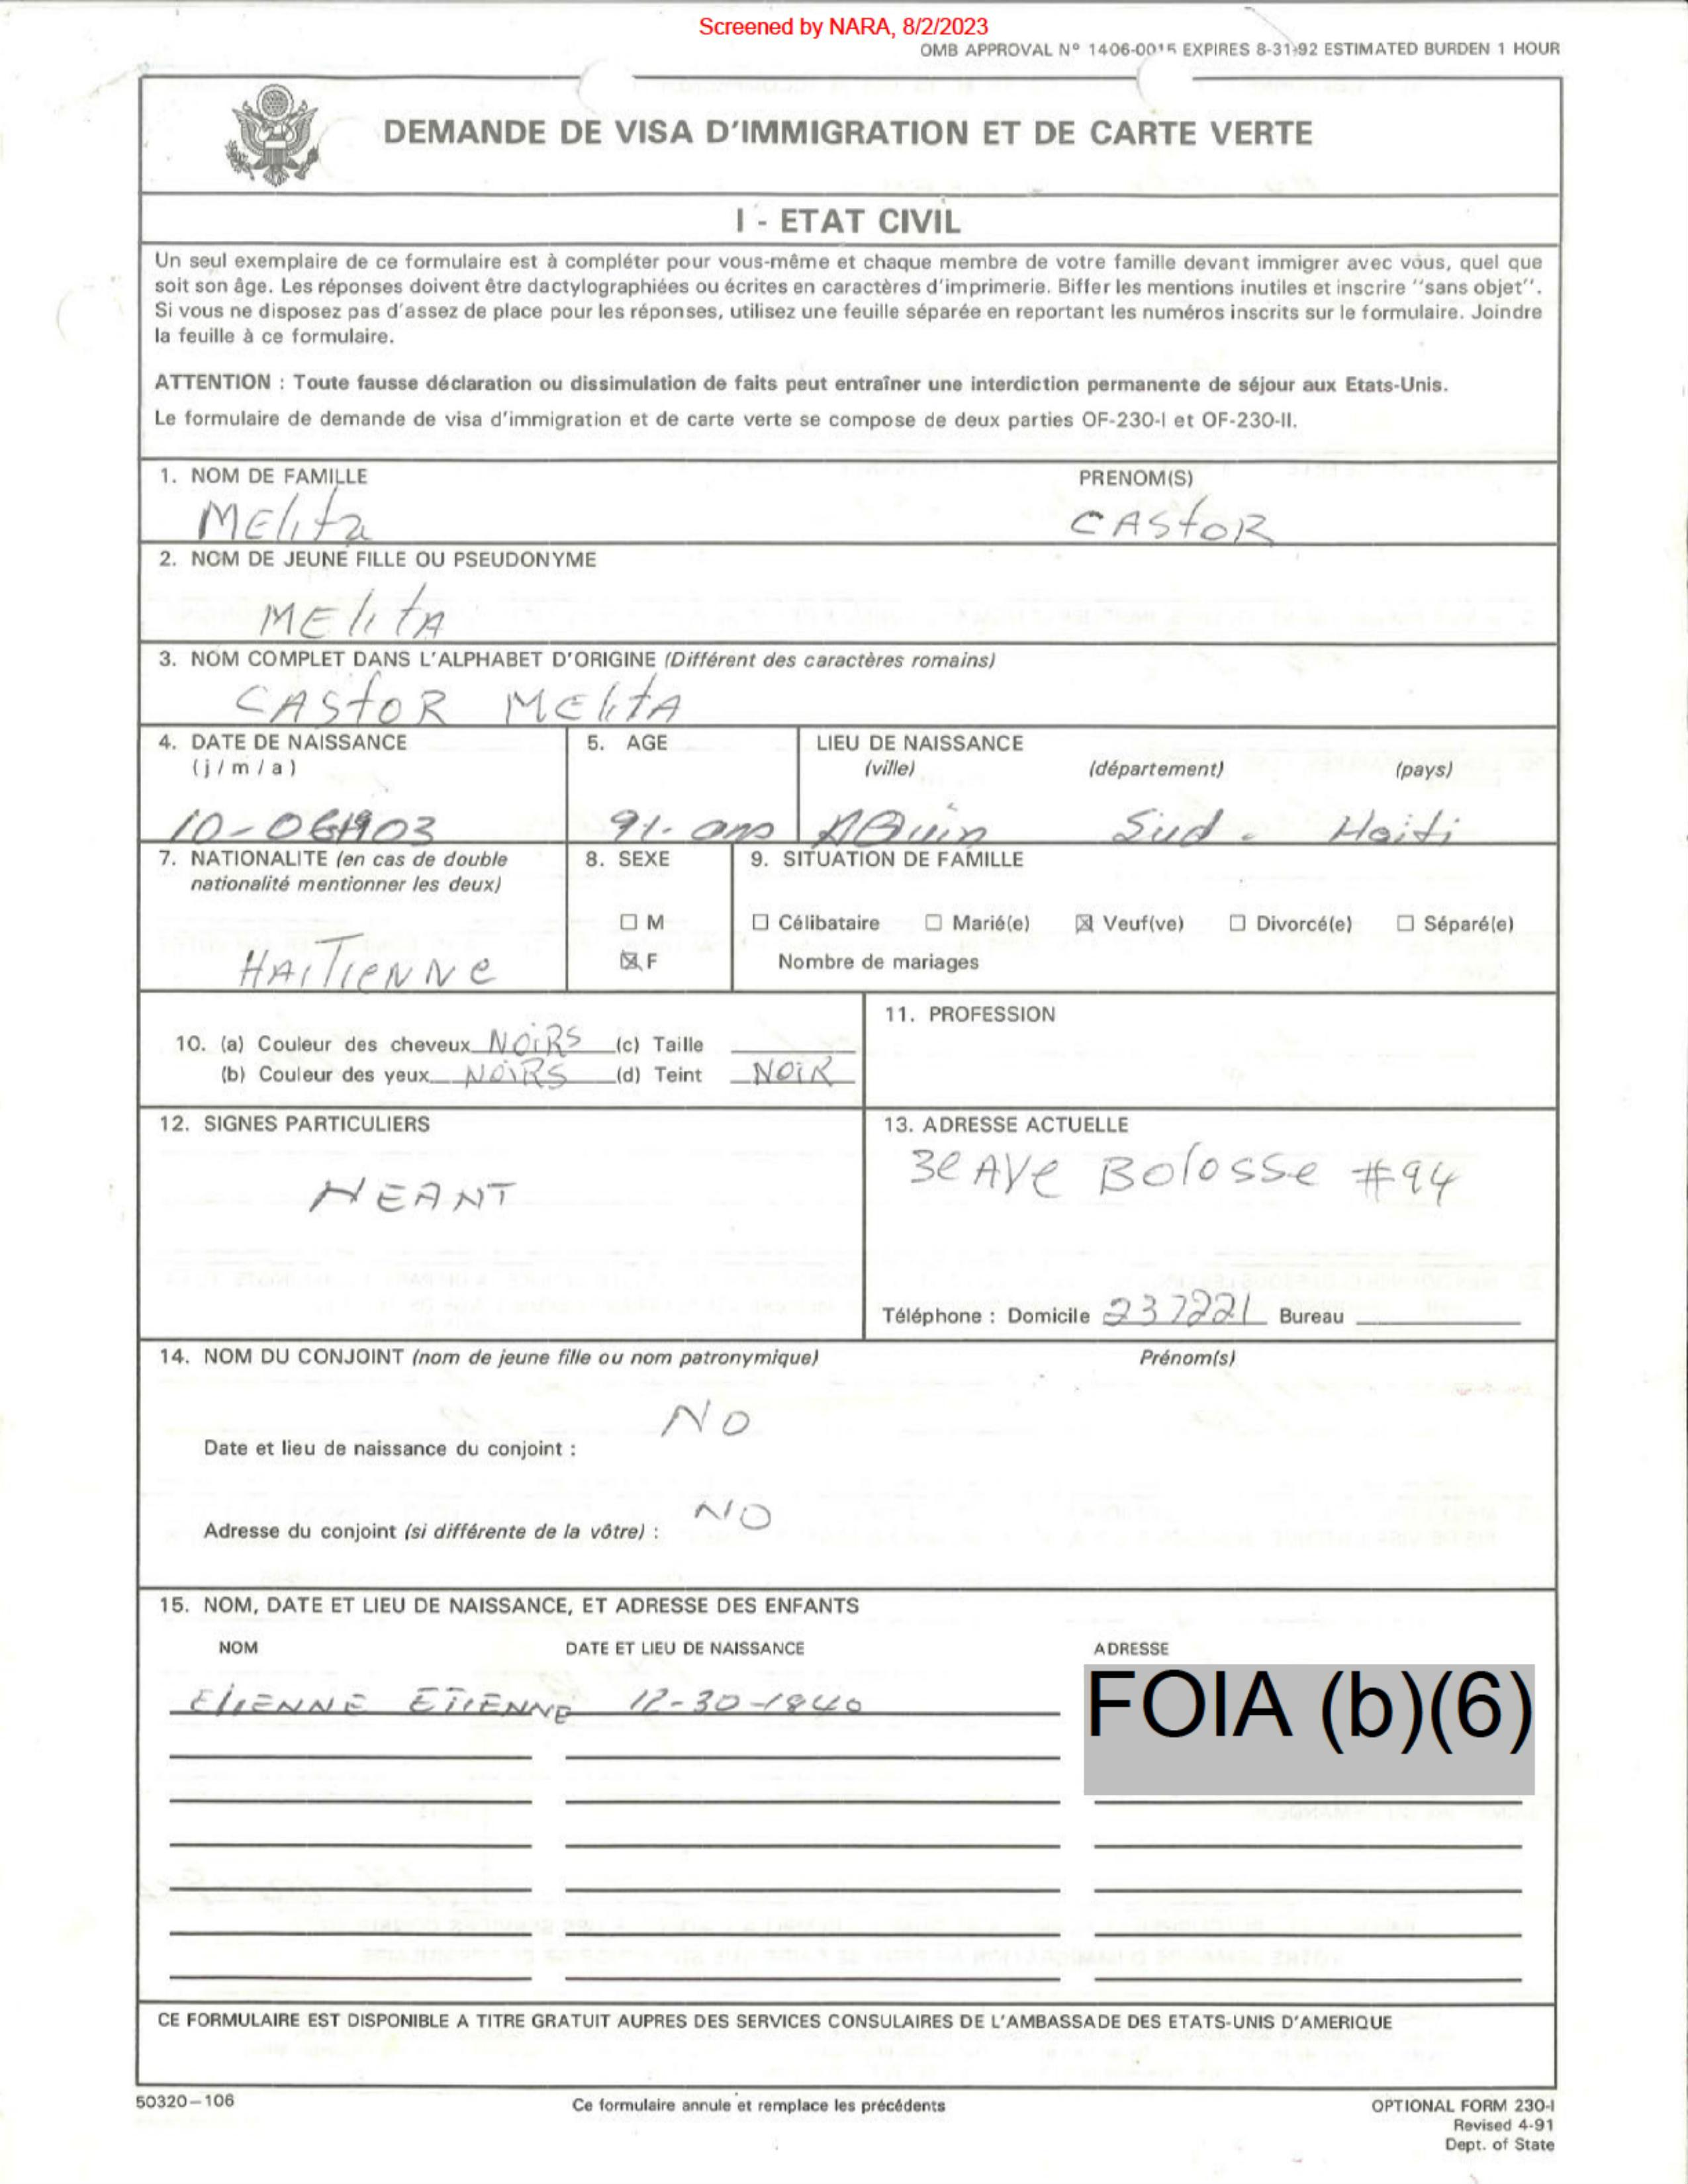 Screened by NARA, 8/2/2023
OMB APPROVAL Nº 1406-0015 EXPIRES 8-31-92 ESTIMATED BURDEN 1 HOUR
DEMANDE DE VISA D'IMMIGRATION ET DE CARTE VERTE
I - ETAT CIVIL
Un seul exemplaire de ce formulaire est à compléter pour vous-même et chaque membre de votre famille devant immigrer avec vous, quel que
soit son âge. Les réponses doivent être dactylographiées ou écrites en caractères d'imprimerie. Biffer les mentions inutiles et inscrire "sans objet".
Si vous ne disposez pas d'assez de place pour les réponses, utilisez une feuille séparée en reportant les numéros inscrits sur le formulaire. Joindre
la feuille à ce formulaire.
ATTENTION : Toute fausse déclaration ou dissimulation de faits peut entraîner une interdiction permanente de séjour aux Etats-Unis.
Le formulaire de demande de visa d'immigration et de carte verte se compose de deux parties OF-230-I et OF-230-II.
1. NOM DE FAMILLE PRENOM(S)
MElita CAStoR
2. NOM DE JEUNE FILLE OU PSEUDONYME
MElitA
3. NOM COMPLET DANS L'ALPHABET D'ORIGINE (Différent des caractères romains)
CAStoR MElitA
4. DATE DE NAISSANCE 5. AGE LIEU DE NAISSANCE
(j / m / a) (ville) (département) (pays)
10-06-1903 91. ans AQuin Sud. Haiti
7. NATIONALITE (en cas de double 8. SEXE 9. SITUATION DE FAMILLE
nationalité mentionner les deux)
☐ M ☐ Célibataire ☐ Marié(e) ☒ Veuf(ve) ☐ Divorcé(e) ☐ Séparé(e)
HAITIENNe ☒ F Nombre de mariages
10. (a) Couleur des cheveux NOiRS (c) Taille
(b) Couleur des yeux NOiRS (d) Teint NOiR
11. PROFESSION
12. SIGNES PARTICULIERS
NEANT
13. ADRESSE ACTUELLE
3e AVe Bolosse #94
Téléphone : Domicile 237221 Bureau
14. NOM DU CONJOINT (nom de jeune fille ou nom patronymique) Prénom(s)
NO
Date et lieu de naissance du conjoint :
NO
Adresse du conjoint (si différente de la vôtre) :
15. NOM, DATE ET LIEU DE NAISSANCE, ET ADRESSE DES ENFANTS
NOM DATE ET LIEU DE NAISSANCE ADRESSE
ETIENNE 12-30-1940 FOIA (b)(6)
CE FORMULAIRE EST DISPONIBLE A TITRE GRATUIT AUPRES DES SERVICES CONSULAIRES DE L'AMBASSADE DES ETATS-UNIS D'AMERIQUE
50320-106 Ce formulaire annule et remplace les précédents OPTIONAL FORM 230-I
Revised 4-91
Dept. of State